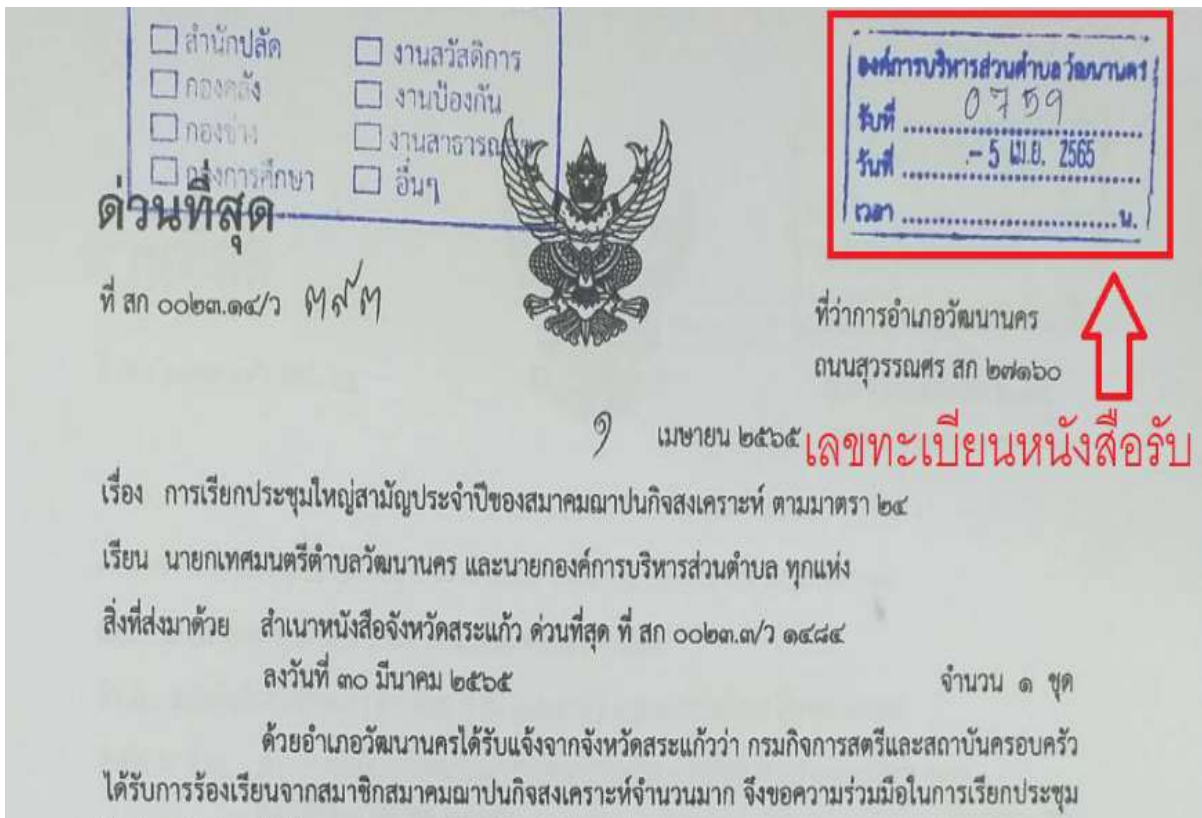 สำนักปลัด
งานสวัสดิการ
กองคลัง
งานป้องกัน
กองช่าง
งานสาธารณสุข
กองการศึกษา
อื่นๆ
องค์การบริหารส่วนตำบลวัฒนานคร
รับที่ 0759
วันที่ - 5 เม.ย. 2565
เวลา น.
ด่วนที่สุด
ที่ สก ๐๐๒๓.๑๔/ว ๓๙๓
ที่ว่าการอำเภอวัฒนานคร
ถนนสุวรรณศร สก ๒๗๑๖๐
เลขทะเบียนหนังสือรับ
๑ เมษายน ๒๕๖๕
เรื่อง การเรียกประชุมใหญ่สามัญประจำปีของสมาคมฌาปนกิจสงเคราะห์ ตามมาตรา ๒๔
เรียน นายกเทศมนตรีตำบลวัฒนานคร และนายกองค์การบริหารส่วนตำบล ทุกแห่ง
สิ่งที่ส่งมาด้วย สำเนาหนังสือจังหวัดสระแก้ว ด่วนที่สุด ที่ สก ๐๐๒๓.๓/ว ๑๔๘๔
ลงวันที่ ๓๐ มีนาคม ๒๕๖๕ จำนวน ๑ ชุด
ด้วยอำเภอวัฒนานครได้รับแจ้งจากจังหวัดสระแก้วว่า กรมกิจการสตรีและสถาบันครอบครัว
ได้รับการร้องเรียนจากสมาชิกสมาคมฌาปนกิจสงเคราะห์จำนวนมาก จึงขอความร่วมมือในการเรียกประชุม